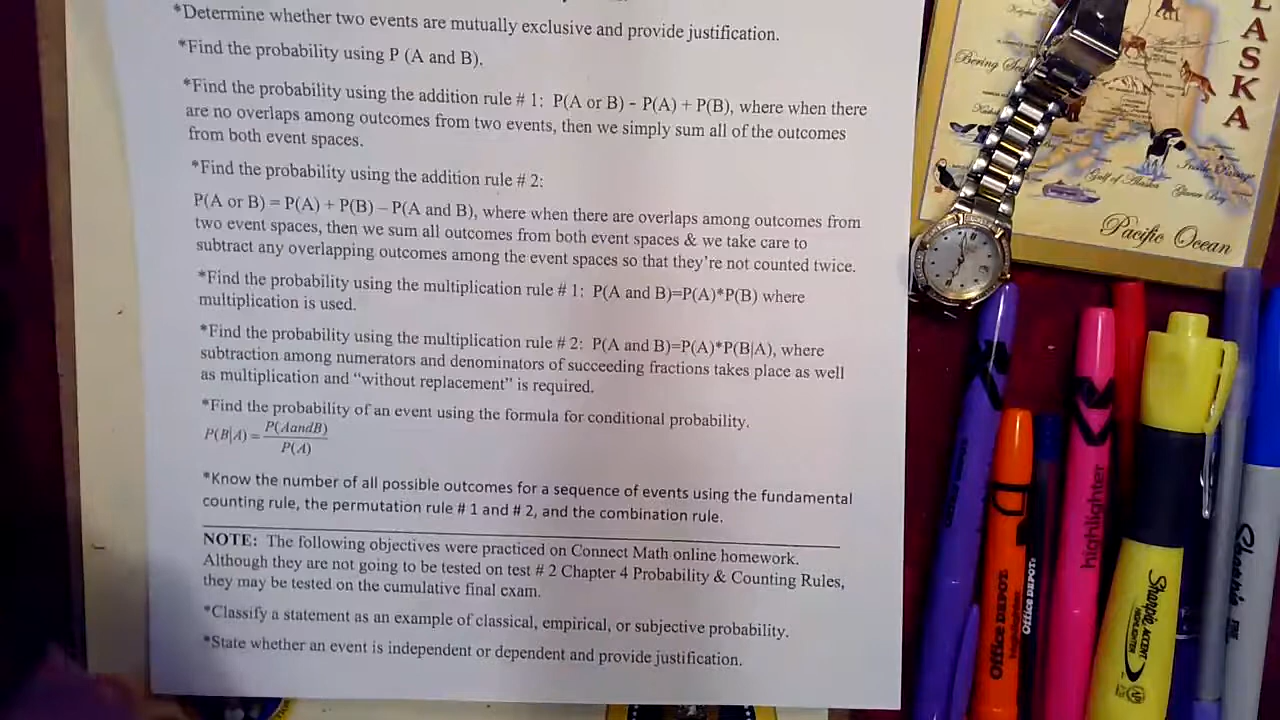 *Determine whether two events are mutually exclusive and provide justification.
*Find the probability using P (A and B).
*Find the probability using the addition rule # 1: P(A or B) - P(A) + P(B), where when there
are no overlaps among outcomes from two events, then we simply sum all of the outcomes
from both event spaces.
*Find the probability using the addition rule # 2:
P(A or B) = P(A) + P(B) – P(A and B), where when there are overlaps among outcomes from
two event spaces, then we sum all outcomes from both event spaces & we take care to
subtract any overlapping outcomes among the event spaces so that they're not counted twice.
*Find the probability using the multiplication rule # 1: P(A and B)=P(A)*P(B) where
multiplication is used.
*Find the probability using the multiplication rule # 2: P(A and B)=P(A)*P(B|A), where
subtraction among numerators and denominators of succeeding fractions takes place as well
as multiplication and "without replacement" is required.
*Find the probability of an event using the formula for conditional probability.
P(B|A) = P(AandB)
P(A)
*Know the number of all possible outcomes for a sequence of events using the fundamental
counting rule, the permutation rule # 1 and # 2, and the combination rule.
NOTE: The following objectives were practiced on Connect Math online homework.
Although they are not going to be tested on test # 2 Chapter 4 Probability & Counting Rules,
they may be tested on the cumulative final exam.
*Classify a statement as an example of classical, empirical, or subjective probability.
*State whether an event is independent or dependent and provide justification.
LASKA
Bering Sea
Gulf of Alaska
Inside Passage
Glacier Bay
Pacific Ocean
Office DEPOT
Office DEPOT
highlighter
Sharpie ACCENT
HIGHLIGHTER
Sharpie